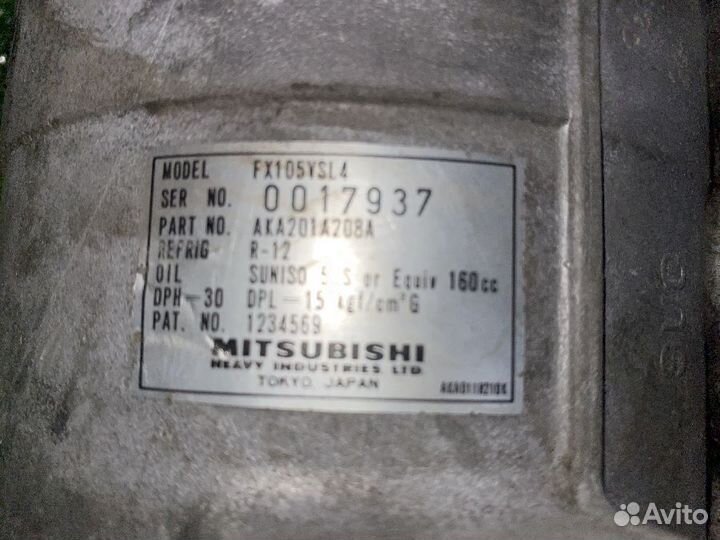 MODEL FX105VSL4
SER NO. 0017937
PART NO. AKA201A208A
REFRIG R-12
OIL SUNISO or Equiv 160cc
DPH-30 DPL-15 kgf/cm²G
PAT. NO. 1234569
MITSUBISHI
HEAVY INDUSTRIES LTD.
TOKYO, JAPAN
Avito